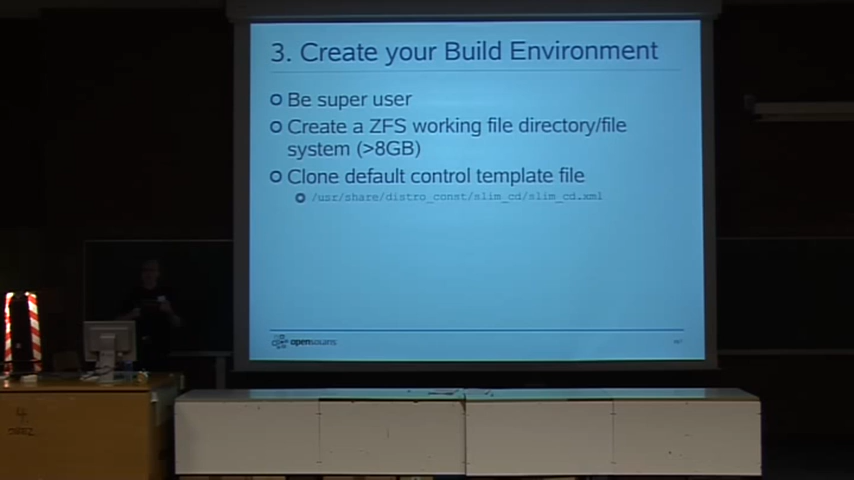 3. Create your Build Environment
Be super user
Create a ZFS working file directory/file
system (>8GB)
Clone default control template file
/usr/share/distro_const/slim_cd/slim_cd.xml
opensolaris